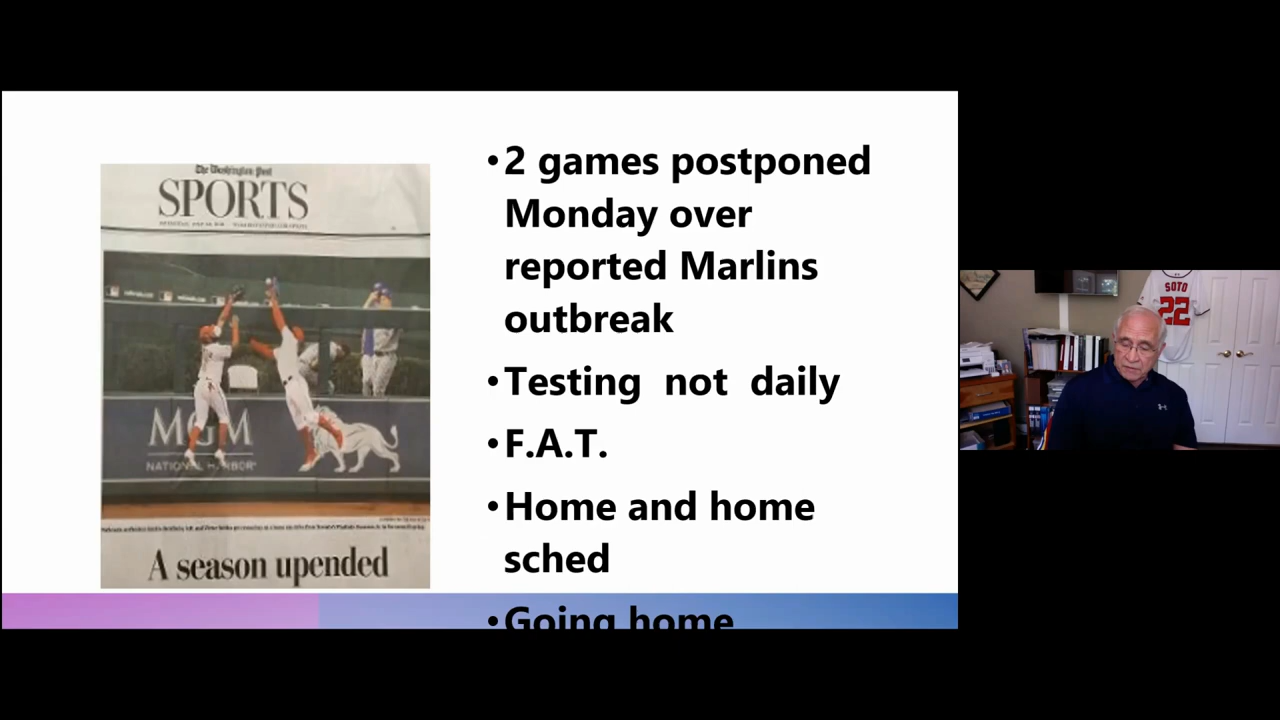 The Washington Post
SPORTS
MGM
NATIONAL HARBOR
A season upended
•2 games postponed
Monday over
reported Marlins
outbreak
•Testing  not  daily
•F.A.T.
•Home and home
sched
•Going home
SOTO
22